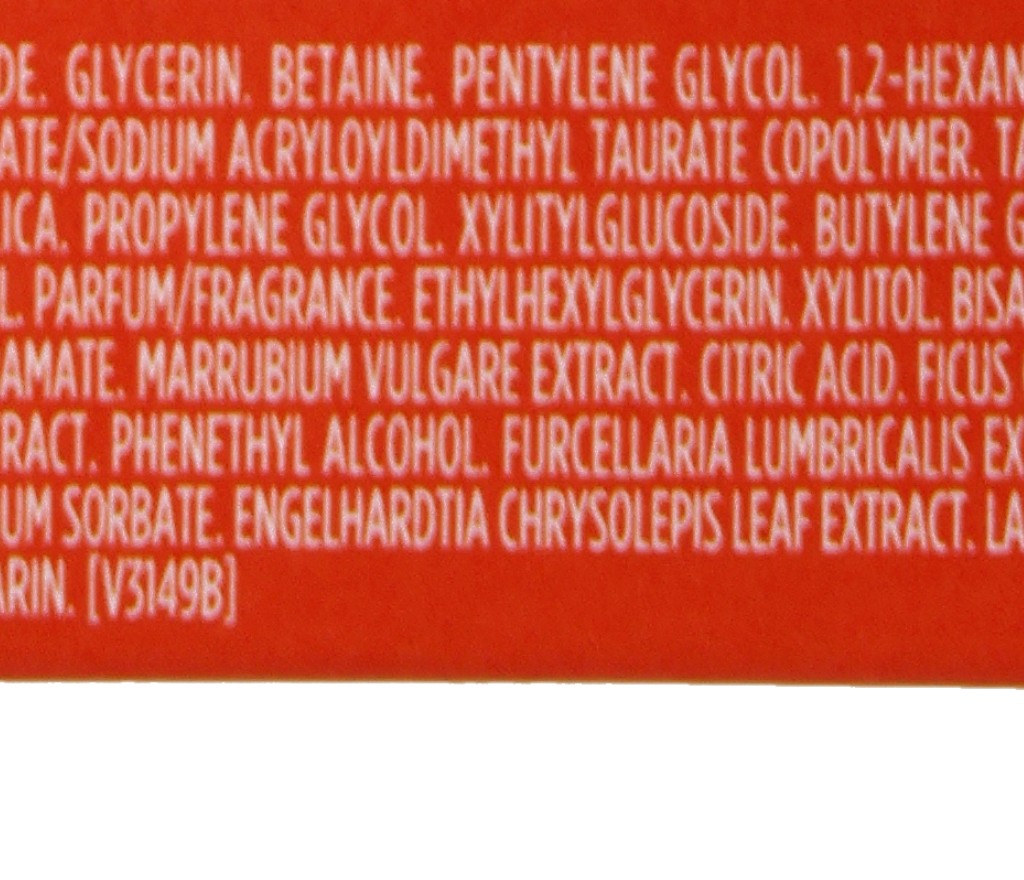 DE. GLYCERIN. BETAINE. PENTYLENE GLYCOL. 1,2-HEXAN
ATE/SODIUM ACRYLOYLDIMETHYL TAURATE COPOLYMER. TA
ICA. PROPYLENE GLYCOL. XYLITYLGLUCOSIDE. BUTYLENE G
L. PARFUM/FRAGRANCE. ETHYLHEXYLGLYCERIN. XYLITOL. BISA
AMATE. MARRUBIUM VULGARE EXTRACT. CITRIC ACID. FICUS
RACT. PHENETHYL ALCOHOL. FURCELLARIA LUMBRICALIS EX
UM SORBATE. ENGELHARDTIA CHRYSOLEPIS LEAF EXTRACT. LA
ARIN. [V3149B]